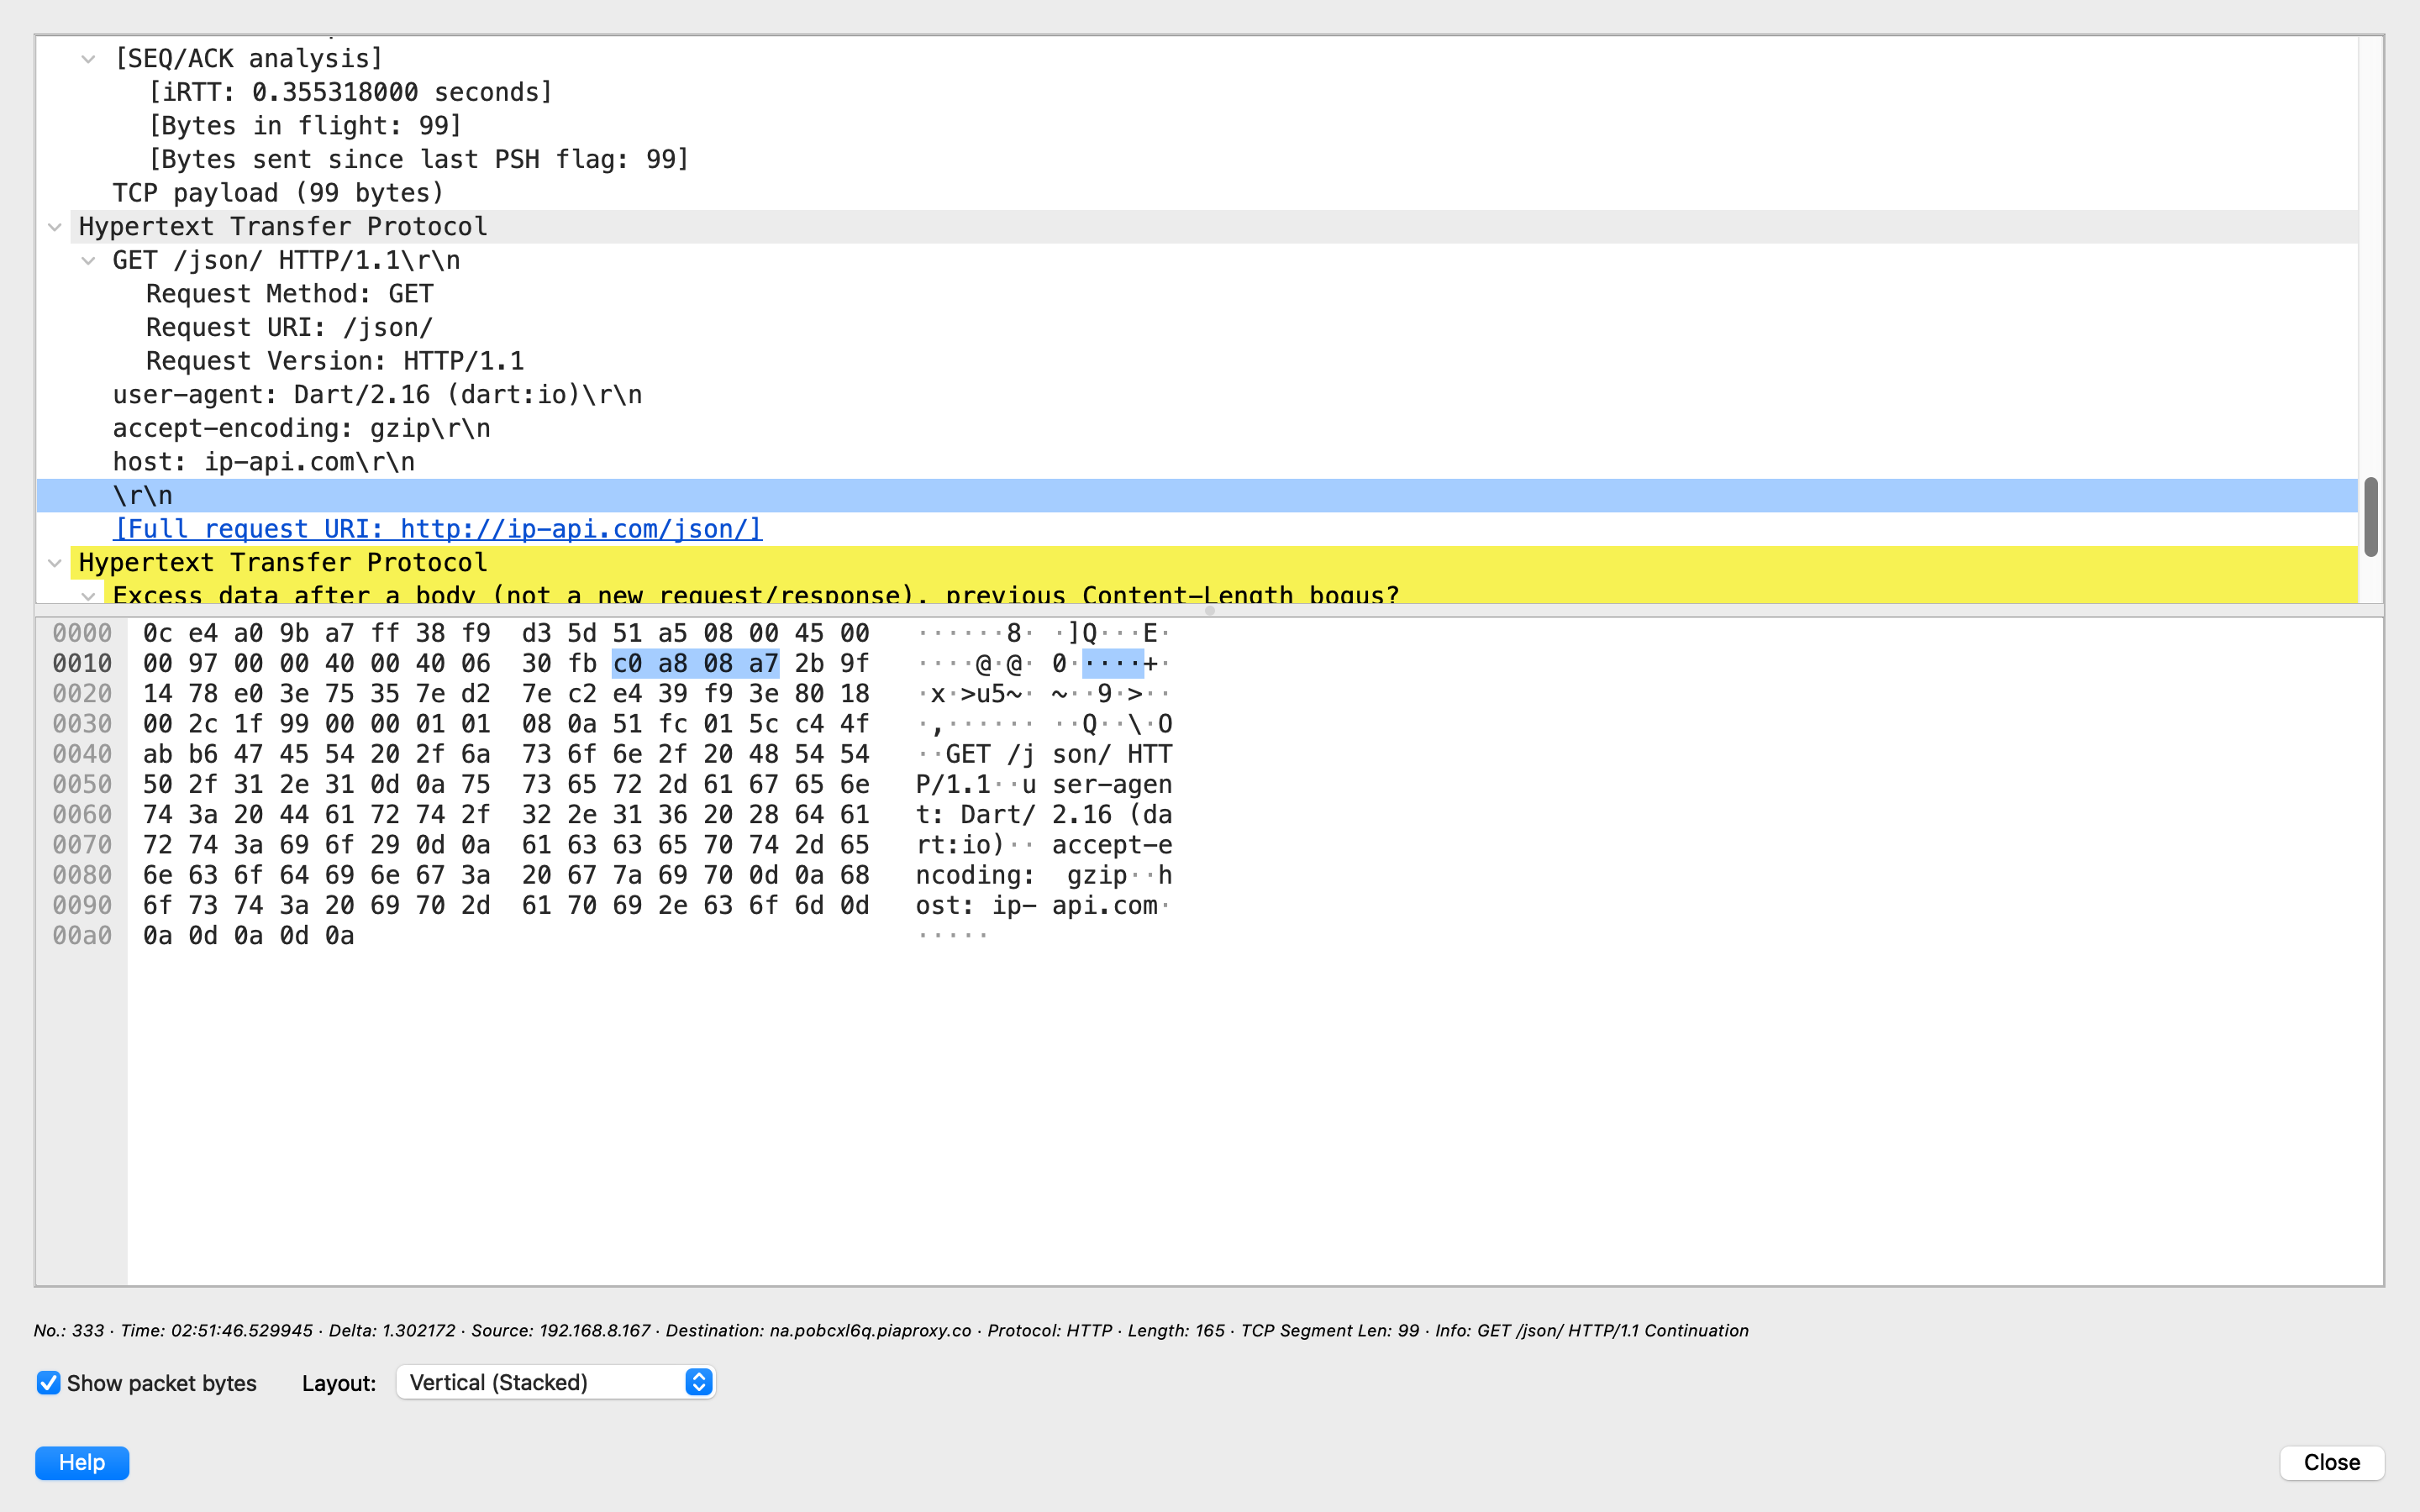 [SEQ/ACK analysis]
[iRTT: 0.355318000 seconds]
[Bytes in flight: 99]
[Bytes sent since last PSH flag: 99]
TCP payload (99 bytes)
Hypertext Transfer Protocol
GET /json/ HTTP/1.1\r\n
Request Method: GET
Request URI: /json/
Request Version: HTTP/1.1
user-agent: Dart/2.16 (dart:io)\r\n
accept-encoding: gzip\r\n
host: ip-api.com\r\n
\r\n
[Full request URI: http://ip-api.com/json/]
Hypertext Transfer Protocol
Excess data after a body (not a new request/response), previous Content-Length bogus?
0000 0c e4 a0 9b a7 ff 38 f9 d3 5d 51 a5 08 00 45 00 ······8· ·]Q···E·
0010 00 97 00 00 40 00 40 06 30 fb c0 a8 08 a7 2b 9f ····@·@· 0·····+·
0020 14 78 e0 3e 75 35 7e d2 7e c2 e4 39 f9 3e 80 18 ·x·>u5~· ~··9·>··
0030 00 2c 1f 99 00 00 01 01 08 0a 51 fc 01 5c c4 4f ·,······ ··Q··\·O
0040 ab b6 47 45 54 20 2f 6a 73 6f 6e 2f 20 48 54 54 ··GET /j son/ HTT
0050 50 2f 31 2e 31 0d 0a 75 73 65 72 2d 61 67 65 6e P/1.1··u ser-agen
0060 74 3a 20 44 61 72 74 2f 32 2e 31 36 20 28 64 61 t: Dart/ 2.16 (da
0070 72 74 3a 69 6f 29 0d 0a 61 63 63 65 70 74 2d 65 rt:io)·· accept-e
0080 6e 63 6f 64 69 6e 67 3a 20 67 7a 69 70 0d 0a 68 ncoding:  gzip··h
0090 6f 73 74 3a 20 69 70 2d 61 70 69 2e 63 6f 6d 0d ost: ip- api.com·
00a0 0a 0d 0a 0d 0a ·····
No.: 333 · Time: 02:51:46.529945 · Delta: 1.302172 · Source: 192.168.8.167 · Destination: na.pobcxl6q.piaproxy.co · Protocol: HTTP · Length: 165 · TCP Segment Len: 99 · Info: GET /json/ HTTP/1.1 Continuation
Show packet bytes Layout: Vertical (Stacked)
Help Close